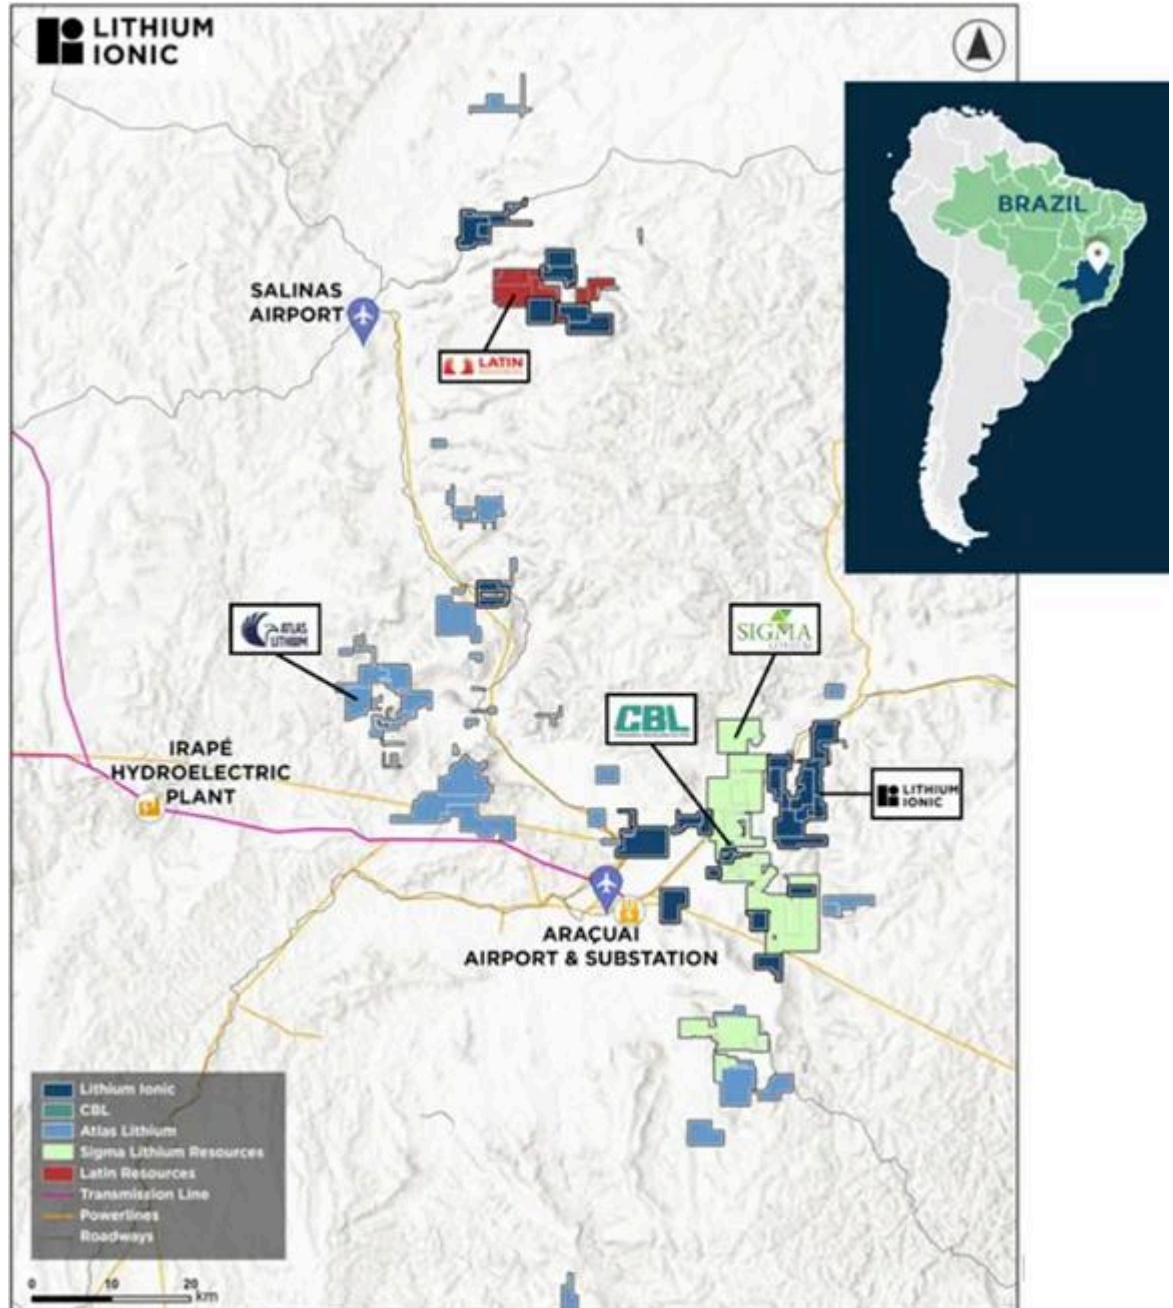 LITHIUM
IONIC
BRAZIL
SALINAS
AIRPORT
LATIN
ATLAS
LITHIUM
SIGMA
CBL
IRAPÉ
HYDROELECTRIC
PLANT
LITHIUM
IONIC
ARAÇUAI
AIRPORT & SUBSTATION
Lithium Ionic
CBL
Atlas Lithium
Sigma Lithium Resources
Latin Resources
Transmission Line
Powerlines
Roadways
0 10 20
km